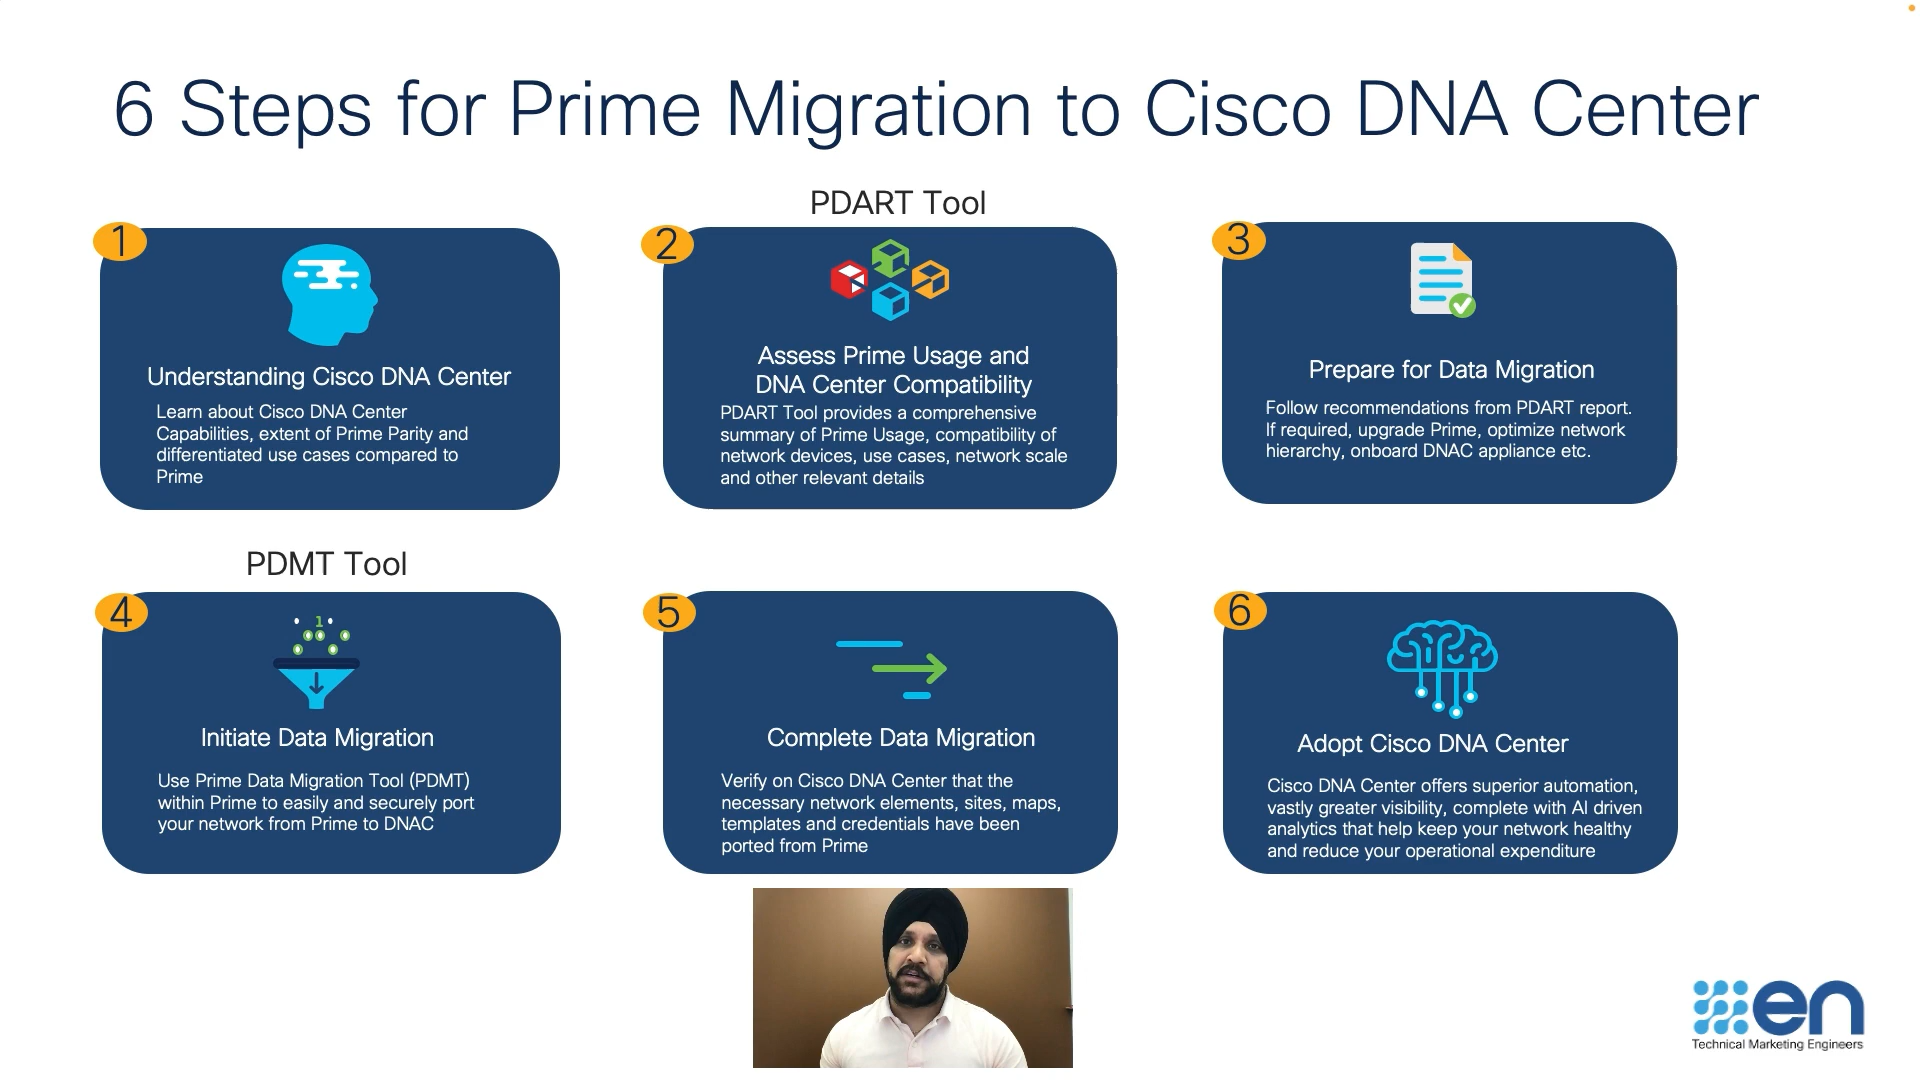 6 Steps for Prime Migration to Cisco DNA Center
1
Understanding Cisco DNA Center
Learn about Cisco DNA Center
Capabilities, extent of Prime Parity and
differentiated use cases compared to
Prime
PDART Tool
2
Assess Prime Usage and
DNA Center Compatibility
PDART Tool provides a comprehensive
summary of Prime Usage, compatibility of
network devices, use cases, network scale
and other relevant details
3
Prepare for Data Migration
Follow recommendations from PDART report.
If required, upgrade Prime, optimize network
hierarchy, onboard DNAC appliance etc.
PDMT Tool
4
1
Initiate Data Migration
Use Prime Data Migration Tool (PDMT)
within Prime to easily and securely port
your network from Prime to DNAC
5
Complete Data Migration
Verify on Cisco DNA Center that the
necessary network elements, sites, maps,
templates and credentials have been
ported from Prime
6
Adopt Cisco DNA Center
Cisco DNA Center offers superior automation,
vastly greater visibility, complete with AI driven
analytics that help keep your network healthy
and reduce your operational expenditure
en
Technical Marketing Engineers